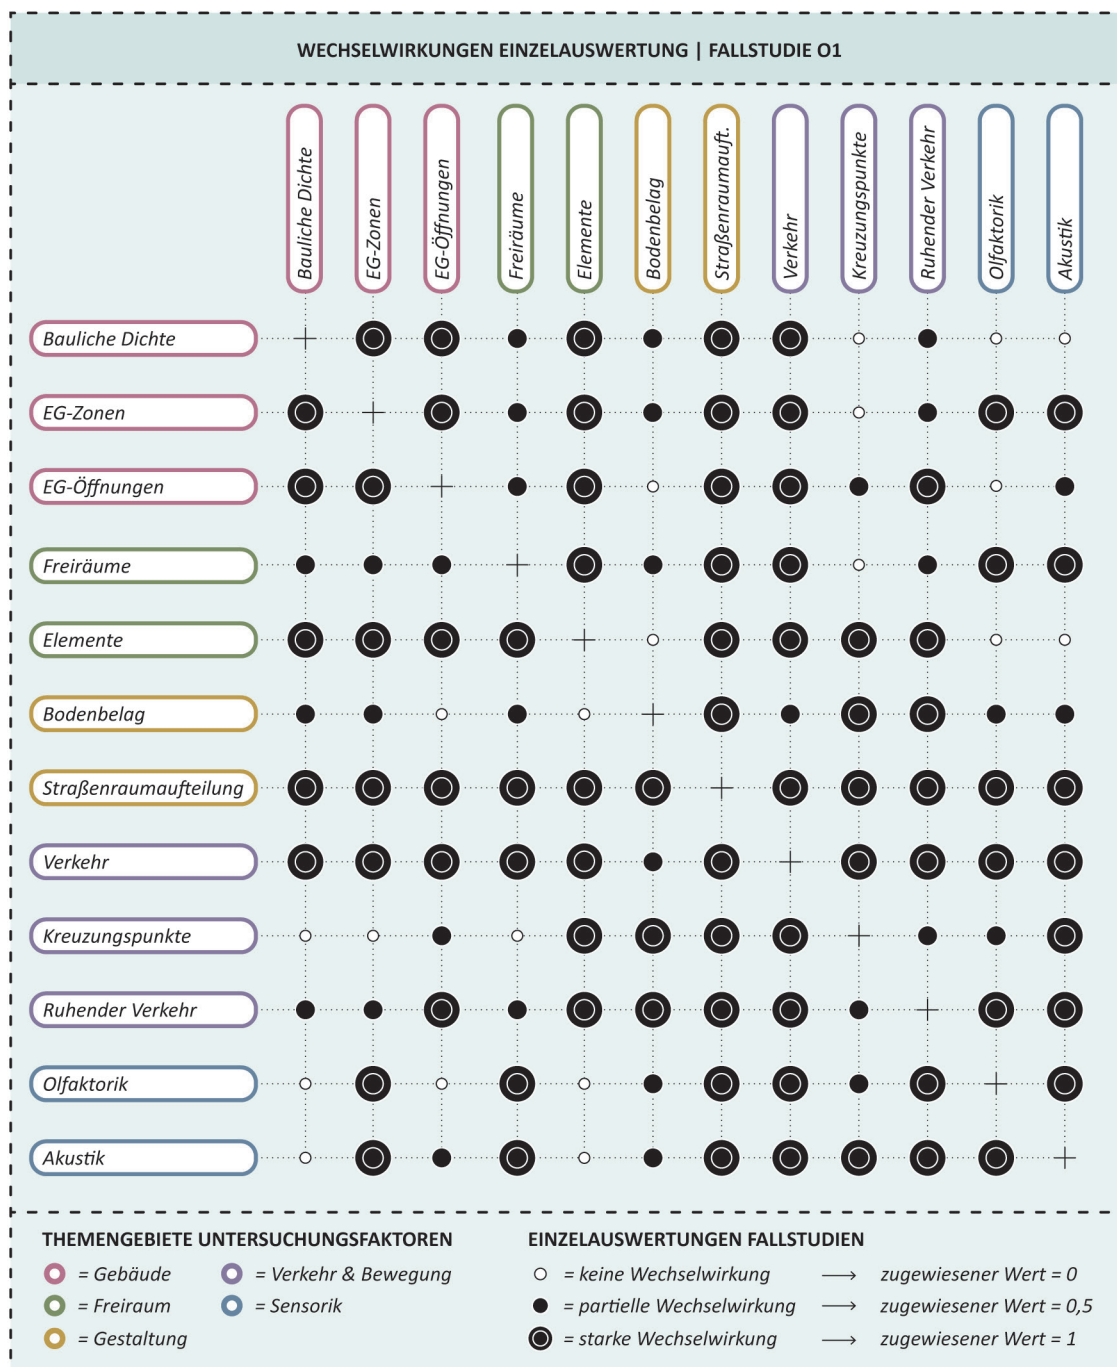 WECHSELWIRKUNGEN EINZELAUSWERTUNG | FALLSTUDIE O1
Bauliche Dichte
EG-Zonen
EG-Öffnungen
Freiräume
Elemente
Bodenbelag
Straßenraumauft.
Verkehr
Kreuzungspunkte
Ruhender Verkehr
Olfaktorik
Akustik
Bauliche Dichte
EG-Zonen
EG-Öffnungen
Freiräume
Elemente
Bodenbelag
Straßenraumaufteilung
Verkehr
Kreuzungspunkte
Ruhender Verkehr
Olfaktorik
Akustik
THEMENGEBIETE UNTERSUCHUNGSFAKTOREN
= Gebäude
= Freiraum
= Gestaltung
= Verkehr & Bewegung
= Sensorik
EINZELAUSWERTUNGEN FALLSTUDIEN
= keine Wechselwirkung → zugewiesener Wert = 0
= partielle Wechselwirkung → zugewiesener Wert = 0,5
= starke Wechselwirkung → zugewiesener Wert = 1